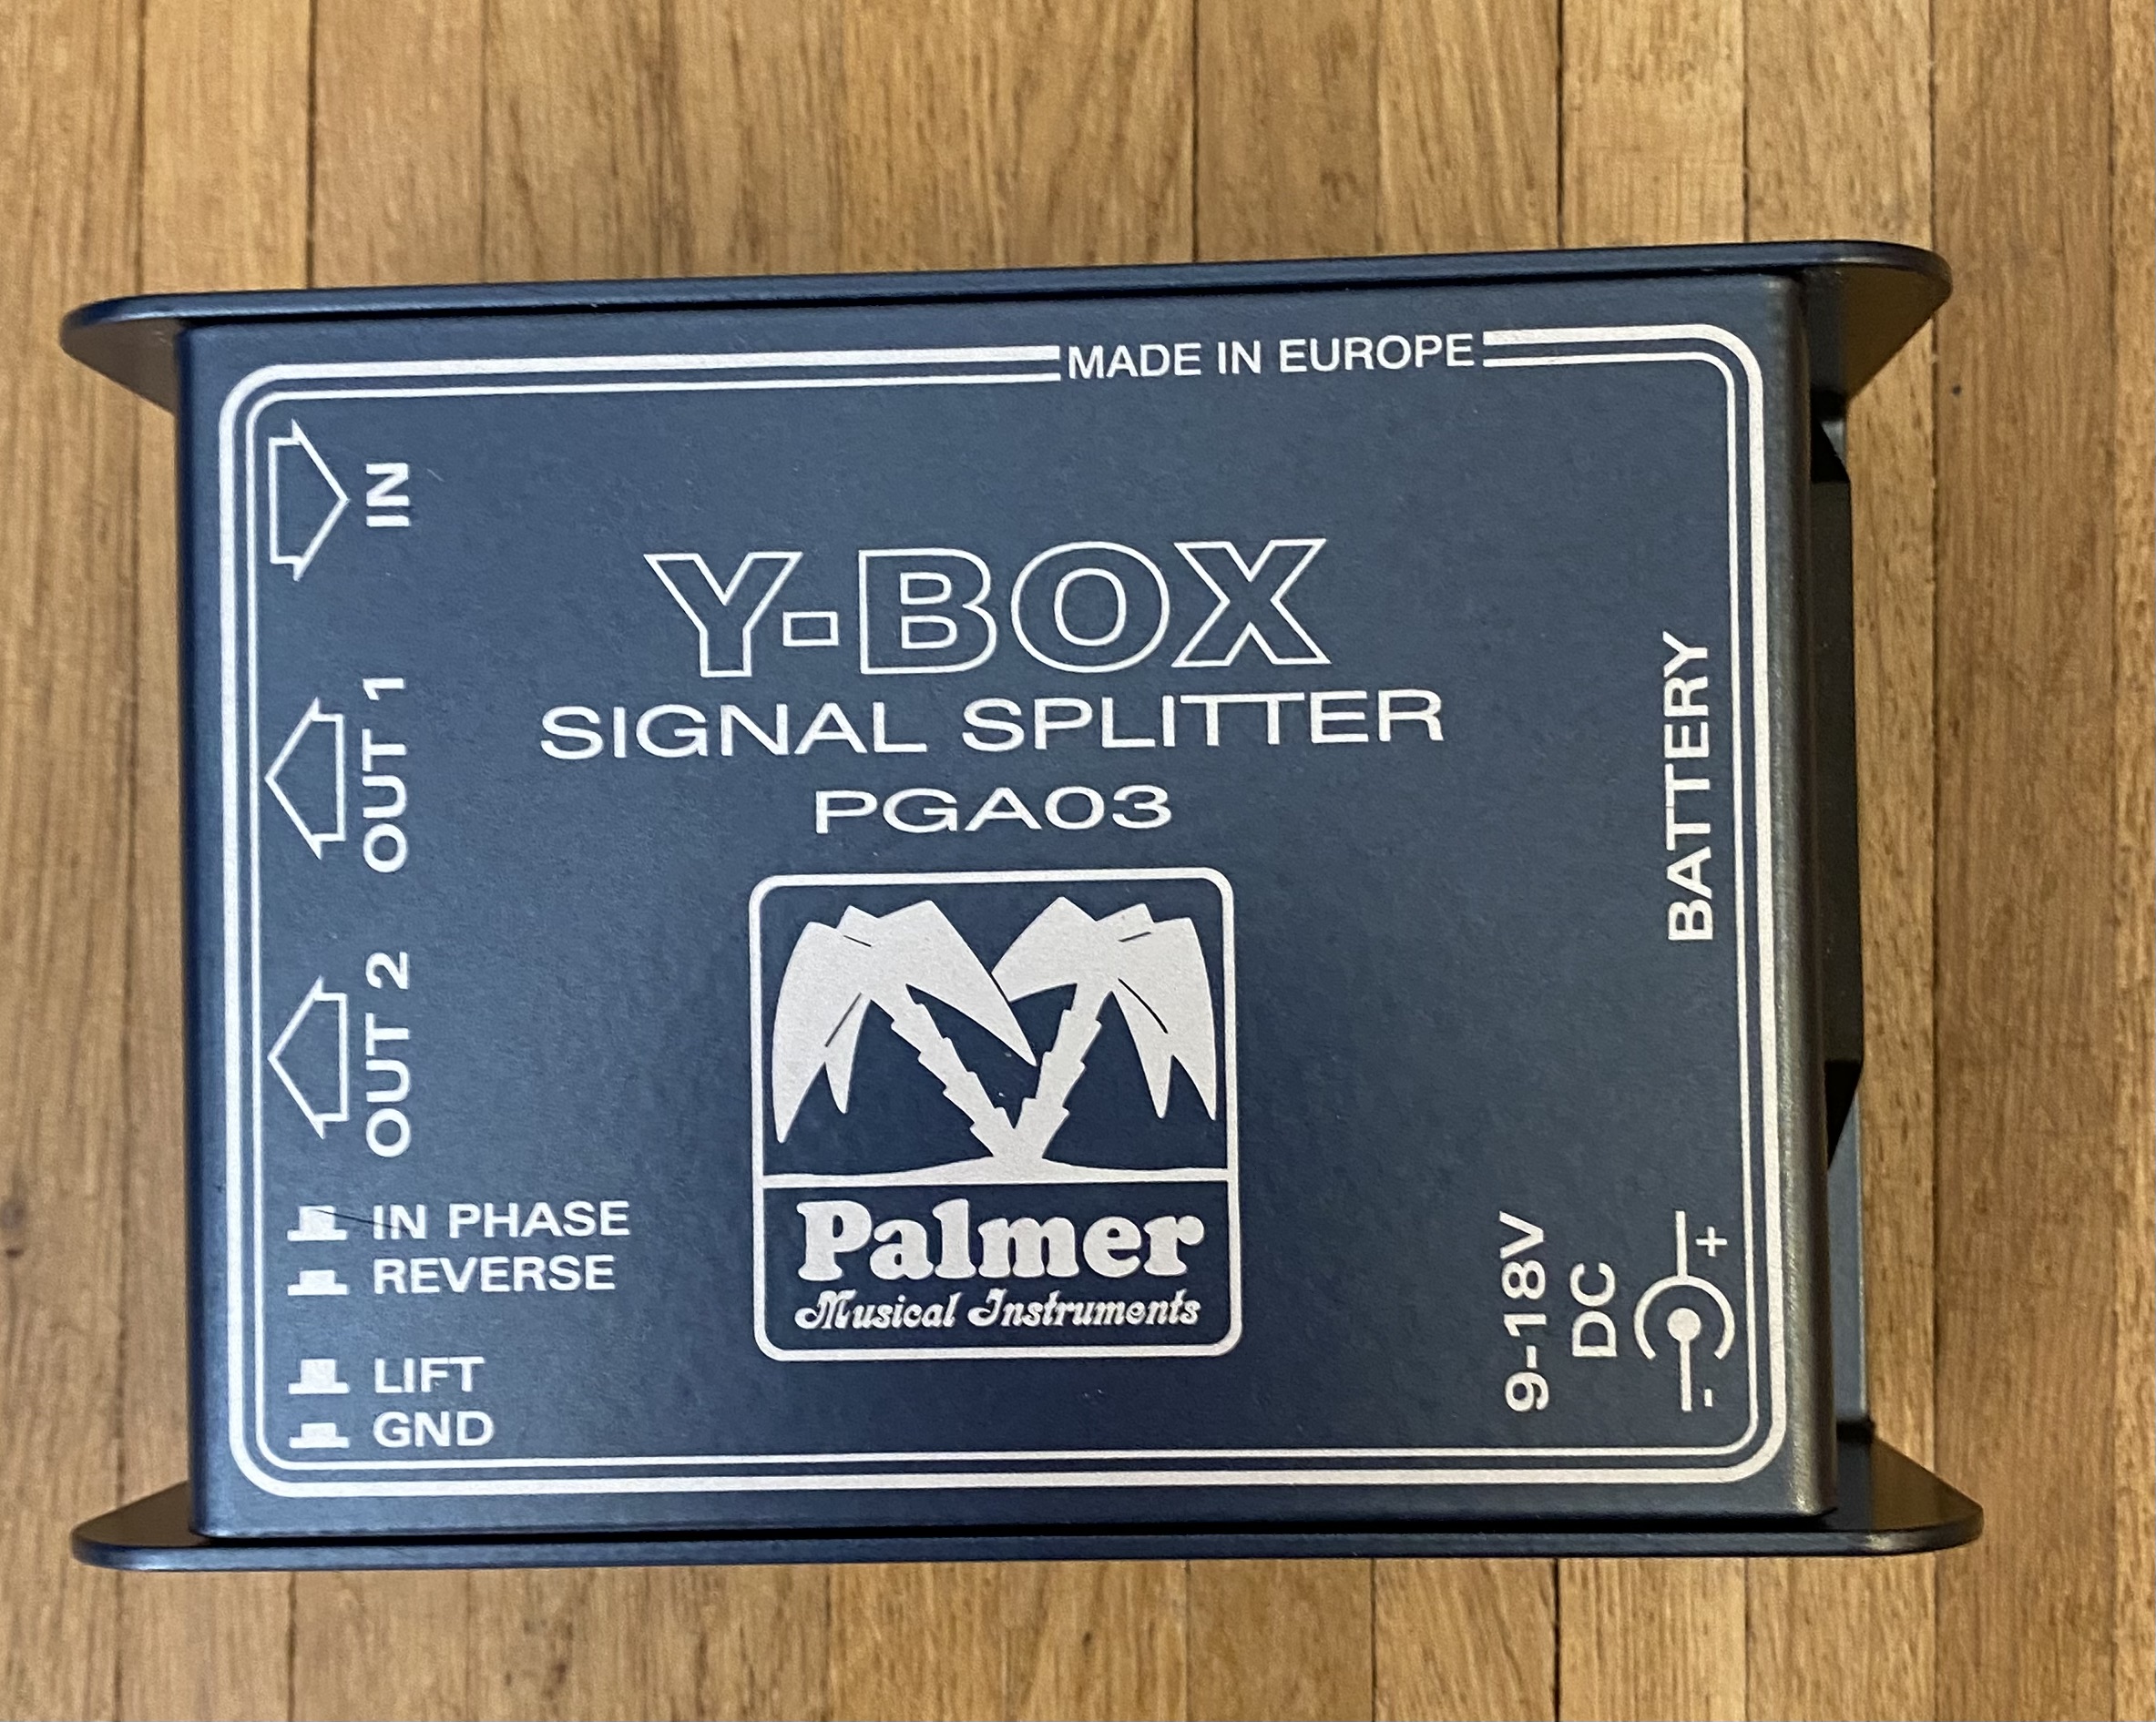 MADE IN EUROPE
IN
Y-BOX
SIGNAL SPLITTER
PGA03
OUT 1
OUT 2
BATTERY
IN PHASE
REVERSE
LIFT
GND
Palmer
Musical Instruments
9-18V
DC
+
-